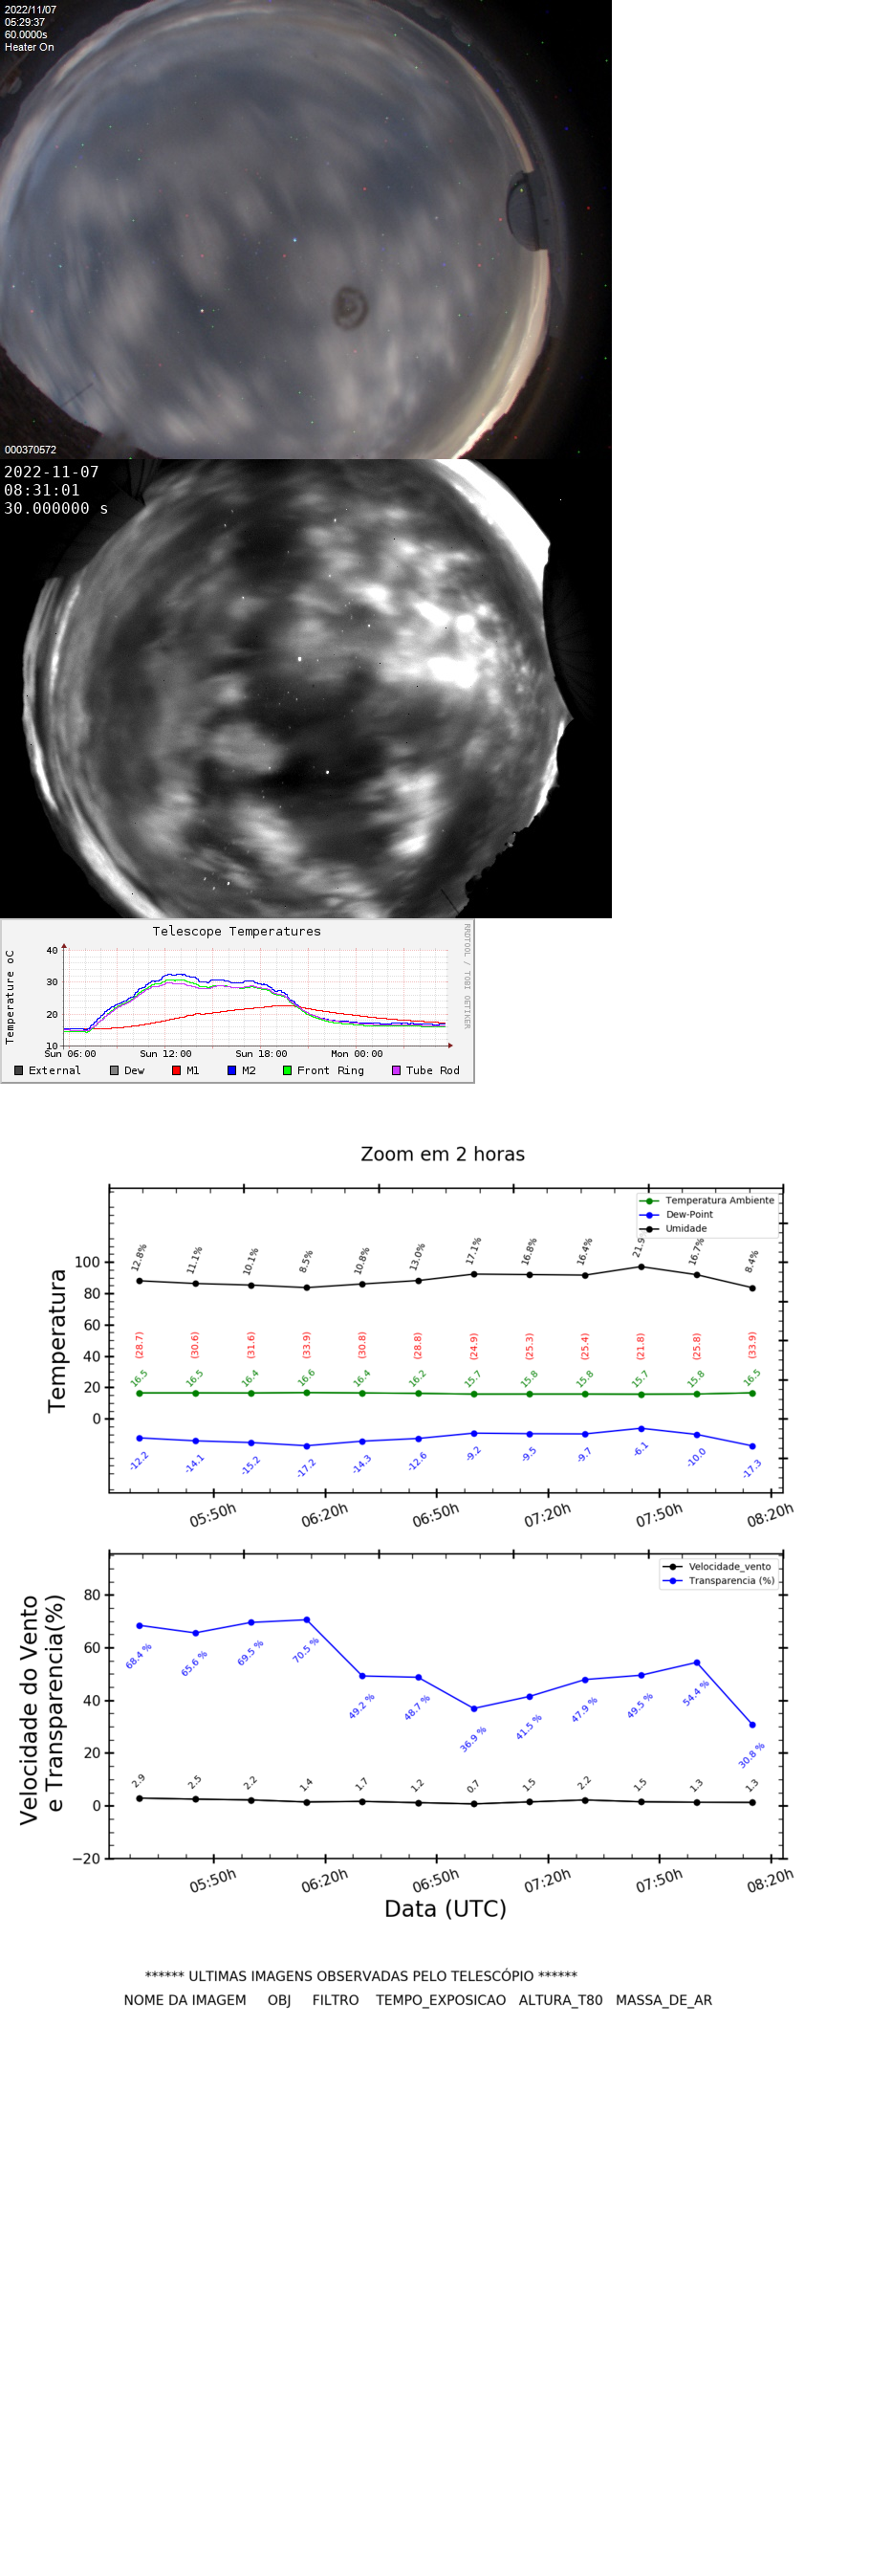 2022/11/07
05:29:37
60.0000s
Heater On
000370572
2022-11-07
08:31:01
30.000000 s
Telescope Temperatures
RRDTOOL / TOBI OETIKER
Temperature oC
40
30
20
10
Sun 06:00 Sun 12:00 Sun 18:00 Mon 00:00
External Dew M1 M2 Front Ring Tube Rod
Zoom em 2 horas
Temperatura Ambiente
Dew-Point
Umidade
Temperatura
100
80
60
40
20
0
12.8% 11.1% 10.1% 8.5% 10.8% 13.0% 17.1% 16.8% 16.4% 21.9 16.7% 8.4%
(28.7) (30.6) (31.6) (33.9) (30.8) (28.8) (24.9) (25.3) (25.4) (21.8) (25.8) (33.9)
16.5 16.5 16.4 16.6 16.4 16.2 15.7 15.8 15.8 15.7 15.8 16.5
-12.2 -14.1 -15.2 -17.2 -14.3 -12.6 -9.2 -9.5 -9.7 -6.1 -10.0 -17.3
05:50h 06:20h 06:50h 07:20h 07:50h 08:20h
Velocidade_vento
Transparencia (%)
Velocidade do Vento
e Transparencia(%)
80
60
40
20
0
−20
68.4 % 65.6 % 69.5 % 70.5 % 49.2 % 48.7 % 36.9 % 41.5 % 47.9 % 49.5 % 54.4 % 30.8 %
2.9 2.5 2.2 1.4 1.7 1.2 0.7 1.5 2.2 1.5 1.3 1.3
05:50h 06:20h 06:50h 07:20h 07:50h 08:20h
Data (UTC)
****** ULTIMAS IMAGENS OBSERVADAS PELO TELESCÓPIO ******
NOME DA IMAGEM OBJ FILTRO TEMPO_EXPOSICAO ALTURA_T80 MASSA_DE_AR